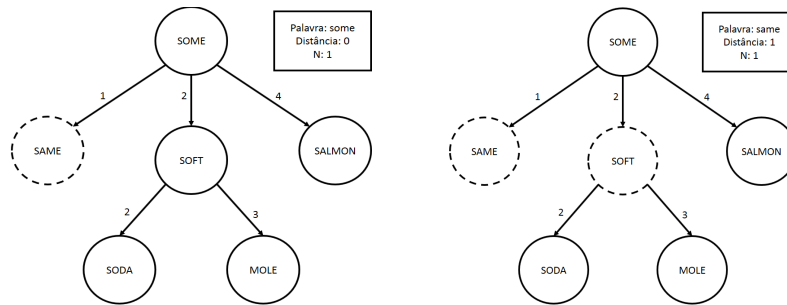 SOME
Palavra: some
Distância: 0
N: 1
1
2
4
SAME
SOFT
SALMON
2
3
SODA
MOLE
SOME
Palavra: same
Distância: 1
N: 1
1
2
4
SAME
SOFT
SALMON
2
3
SODA
MOLE